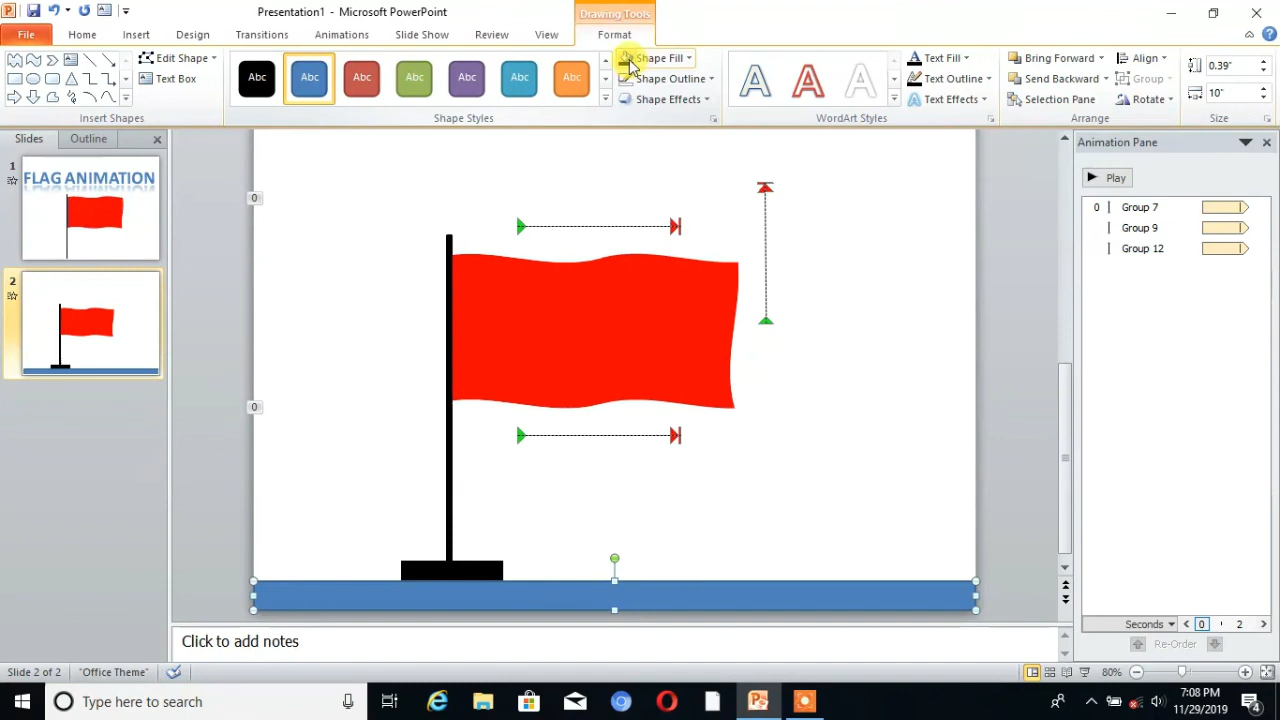 Presentation1 - Microsoft PowerPoint
Drawing Tools
File Home Insert Design Transitions Animations Slide Show Review View Format
Edit Shape
Text Box
Insert Shapes
Abc Abc Abc Abc Abc Abc Abc
Shape Fill
Shape Outline
Shape Effects
Shape Styles
A A A
Text Fill
Text Outline
Text Effects
WordArt Styles
Bring Forward
Send Backward
Selection Pane
Align
Group
Rotate
Arrange
0.39"
10"
Size
Slides Outline
1
FLAG ANIMATION
2
0
0
Animation Pane
Play
0 Group 7
Group 9
Group 12
Seconds 0 2
Re-Order
Click to add notes
Slide 2 of 2 "Office Theme" 80%
Type here to search
7:08 PM
11/29/2019
4